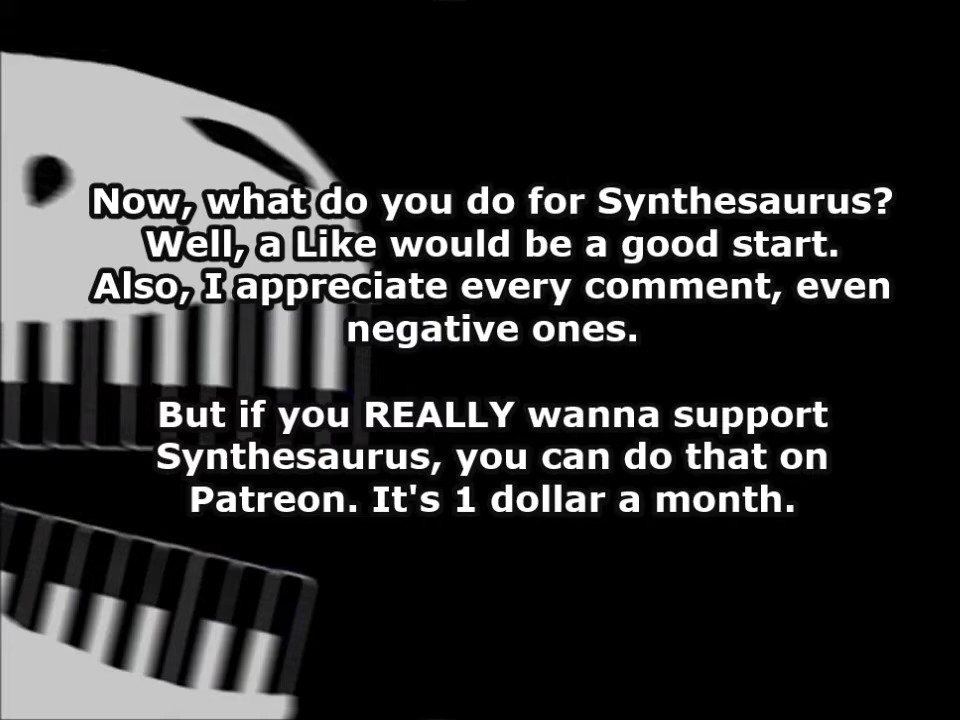 Now, what do you do for Synthesaurus?
Well, a Like would be a good start.
Also, I appreciate every comment, even
negative ones.
But if you REALLY wanna support
Synthesaurus, you can do that on
Patreon. It's 1 dollar a month.